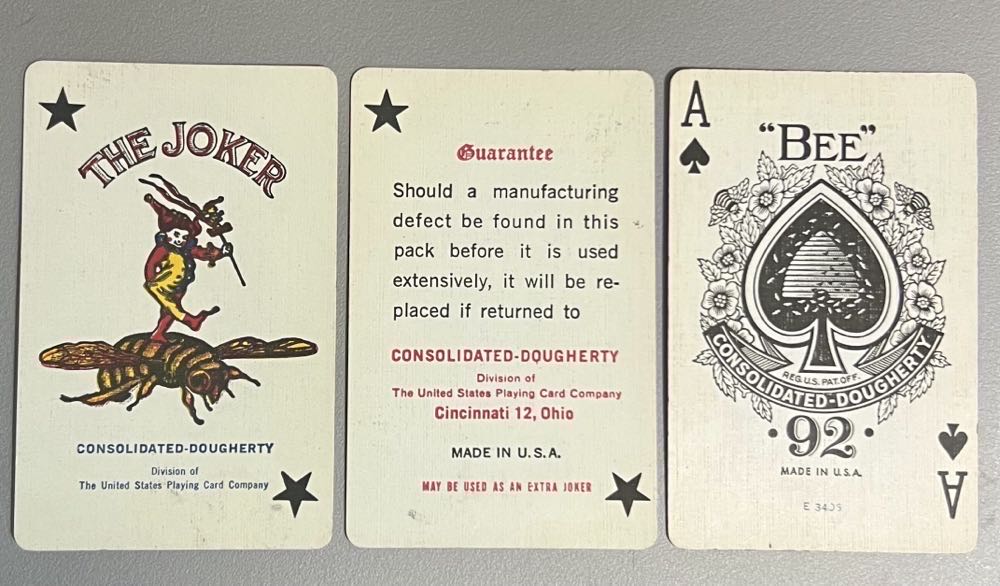 THE JOKER
CONSOLIDATED-DOUGHERTY
Division of
The United States Playing Card Company
Guarantee
Should a manufacturing
defect be found in this
pack before it is used
extensively, it will be re-
placed if returned to
CONSOLIDATED-DOUGHERTY
Division of
The United States Playing Card Company
Cincinnati 12, Ohio
MADE IN U.S.A.
MAY BE USED AS AN EXTRA JOKER
A
"BEE"
REG. U.S. PAT. OFF.
CONSOLIDATED-DOUGHERTY
·92·
MADE IN U.S.A.
A